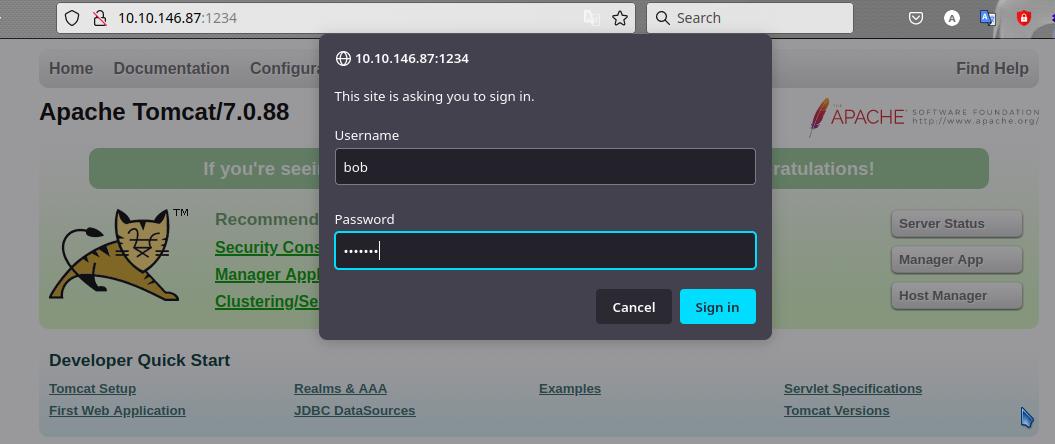 10.10.146.87:1234
Search
Home Documentation Configura Find Help
10.10.146.87:1234
This site is asking you to sign in.
Apache Tomcat/7.0.88
THE APACHE SOFTWARE FOUNDATION
http://www.apache.org/
Username
bob
If you're seei ratulations!
Password
TM
Recommend
Security Cons
Manager Appl
Clustering/Se
Server Status
Manager App
Host Manager
Cancel Sign in
Developer Quick Start
Tomcat Setup Realms & AAA Examples Servlet Specifications
First Web Application JDBC DataSources Tomcat Versions